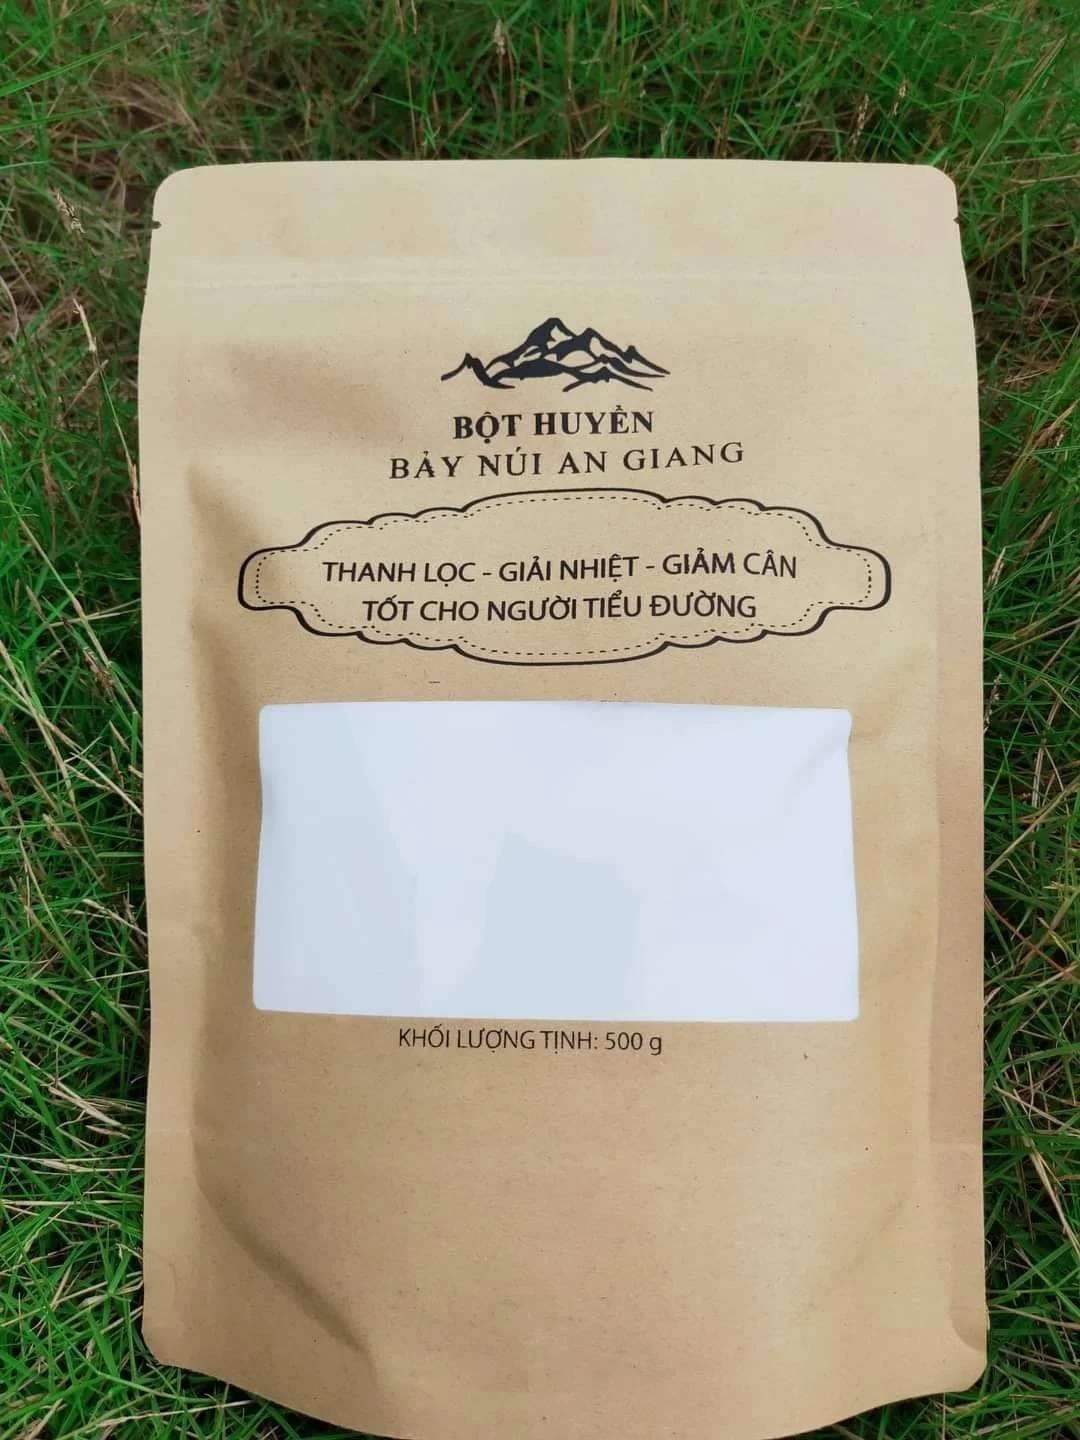 BỘT HUYỀN
BẢY NÚI AN GIANG
THANH LỌC - GIẢI NHIỆT - GIẢM CÂN
TỐT CHO NGƯỜI TIỂU ĐƯỜNG
KHỐI LƯỢNG TỊNH: 500 g